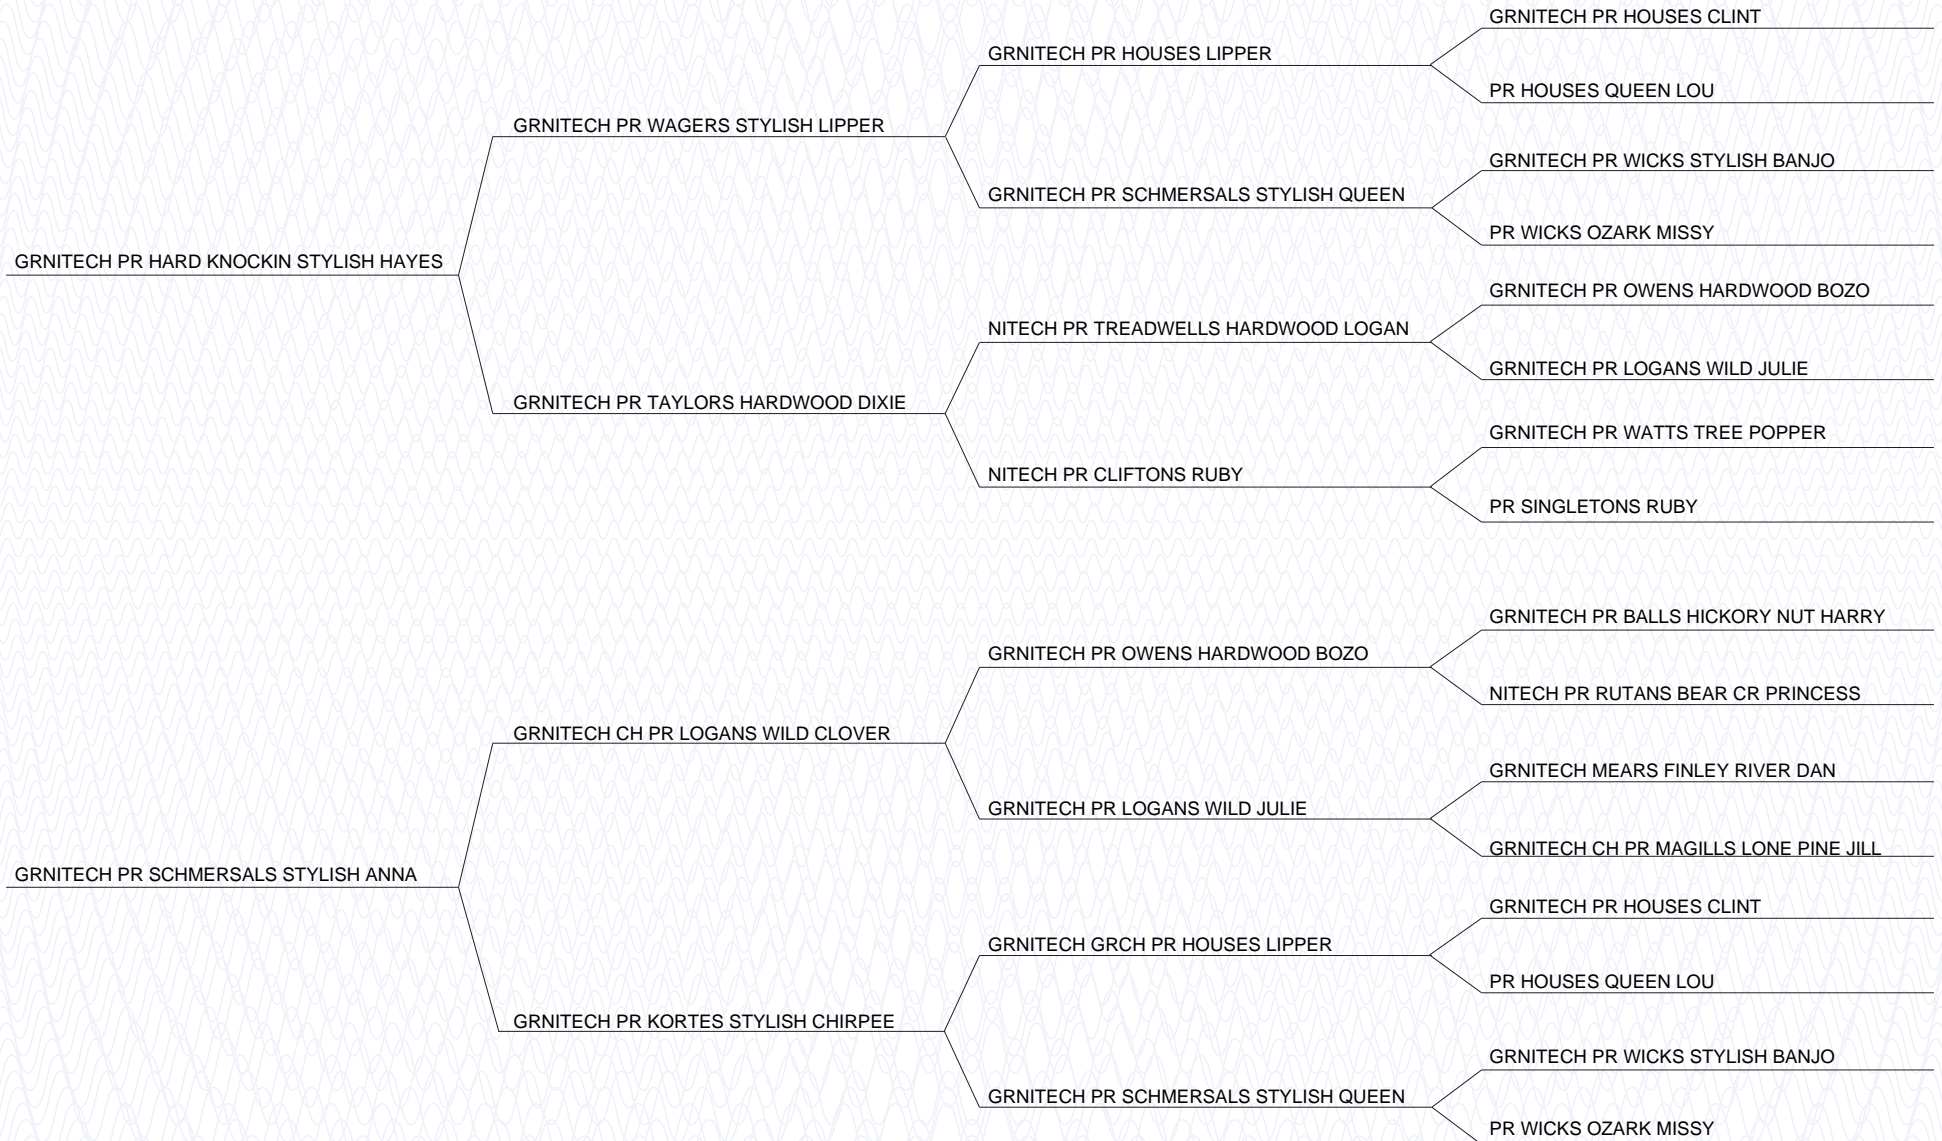 GRNITECH PR HOUSES CLINT
GRNITECH PR HOUSES LIPPER
PR HOUSES QUEEN LOU
GRNITECH PR WAGERS STYLISH LIPPER
GRNITECH PR WICKS STYLISH BANJO
GRNITECH PR SCHMERSALS STYLISH QUEEN
PR WICKS OZARK MISSY
GRNITECH PR HARD KNOCKIN STYLISH HAYES
GRNITECH PR OWENS HARDWOOD BOZO
NITECH PR TREADWELLS HARDWOOD LOGAN
GRNITECH PR LOGANS WILD JULIE
GRNITECH PR TAYLORS HARDWOOD DIXIE
GRNITECH PR WATTS TREE POPPER
NITECH PR CLIFTONS RUBY
PR SINGLETONS RUBY
GRNITECH PR BALLS HICKORY NUT HARRY
GRNITECH PR OWENS HARDWOOD BOZO
NITECH PR RUTANS BEAR CR PRINCESS
GRNITECH CH PR LOGANS WILD CLOVER
GRNITECH MEARS FINLEY RIVER DAN
GRNITECH PR LOGANS WILD JULIE
GRNITECH CH PR MAGILLS LONE PINE JILL
GRNITECH PR SCHMERSALS STYLISH ANNA
GRNITECH PR HOUSES CLINT
GRNITECH GRCH PR HOUSES LIPPER
PR HOUSES QUEEN LOU
GRNITECH PR KORTES STYLISH CHIRPEE
GRNITECH PR WICKS STYLISH BANJO
GRNITECH PR SCHMERSALS STYLISH QUEEN
PR WICKS OZARK MISSY